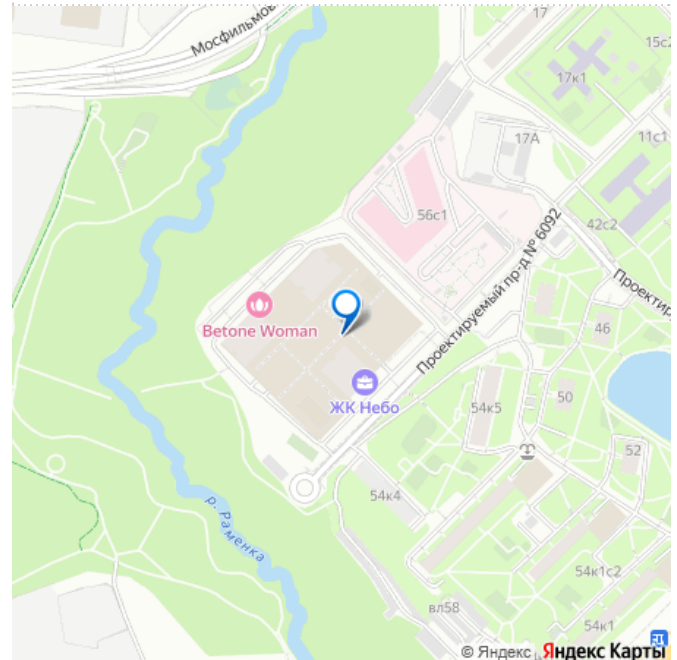 17
15с2
Мосфильмов
17к1
17А
11с1
56с1
42с2
Проектируемый пр-д № 6092
Проектир
Betone Woman
46
ЖК Небо
54к5
50
52
54к4
р. Раменка
54к1с2
вл58
54к1
© Яндекс Яндекс Карты